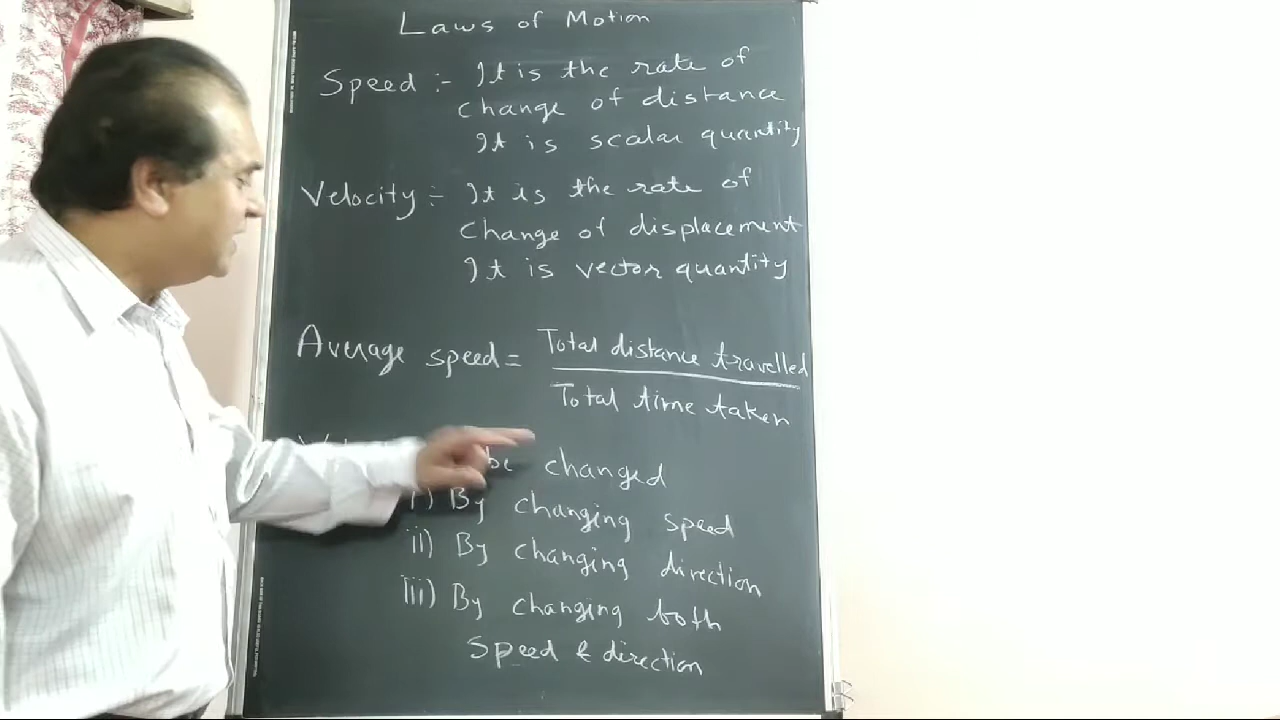 Laws of Motion
Speed :- It is the rate of
change of distance
It is scalar quantity
Velocity :- It is the rate of
change of displacement
It is vector quantity
Average speed = Total distance travelled
Total time taken
be changed
i) By changing speed
ii) By changing direction
iii) By changing both
speed & direction